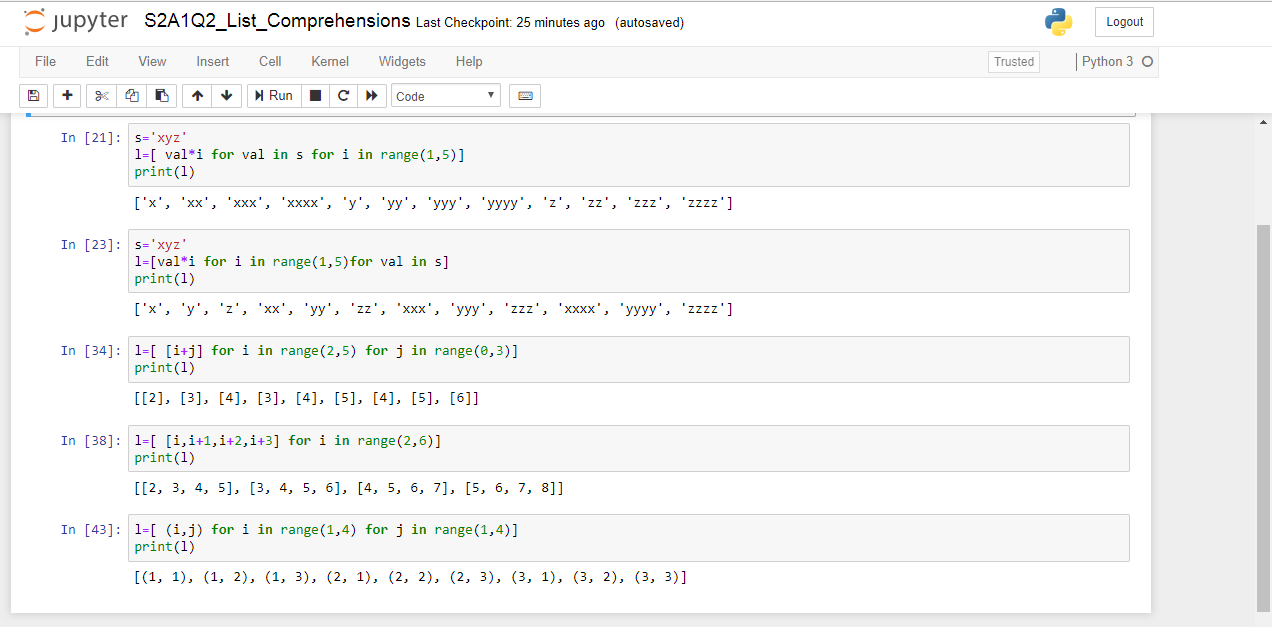 jupyter S2A1Q2_List_Comprehensions Last Checkpoint: 25 minutes ago (autosaved) Logout
File Edit View Insert Cell Kernel Widgets Help Trusted Python 3
Run Code
In [21]: s='xyz'
l=[ val*i for val in s for i in range(1,5)]
print(l)
['x', 'xx', 'xxx', 'xxxx', 'y', 'yy', 'yyy', 'yyyy', 'z', 'zz', 'zzz', 'zzzz']
In [23]: s='xyz'
l=[val*i for i in range(1,5)for val in s]
print(l)
['x', 'y', 'z', 'xx', 'yy', 'zz', 'xxx', 'yyy', 'zzz', 'xxxx', 'yyyy', 'zzzz']
In [34]: l=[ [i+j] for i in range(2,5) for j in range(0,3)]
print(l)
[[2], [3], [4], [3], [4], [5], [4], [5], [6]]
In [38]: l=[ [i,i+1,i+2,i+3] for i in range(2,6)]
print(l)
[[2, 3, 4, 5], [3, 4, 5, 6], [4, 5, 6, 7], [5, 6, 7, 8]]
In [43]: l=[ (i,j) for i in range(1,4) for j in range(1,4)]
print(l)
[(1, 1), (1, 2), (1, 3), (2, 1), (2, 2), (2, 3), (3, 1), (3, 2), (3, 3)]